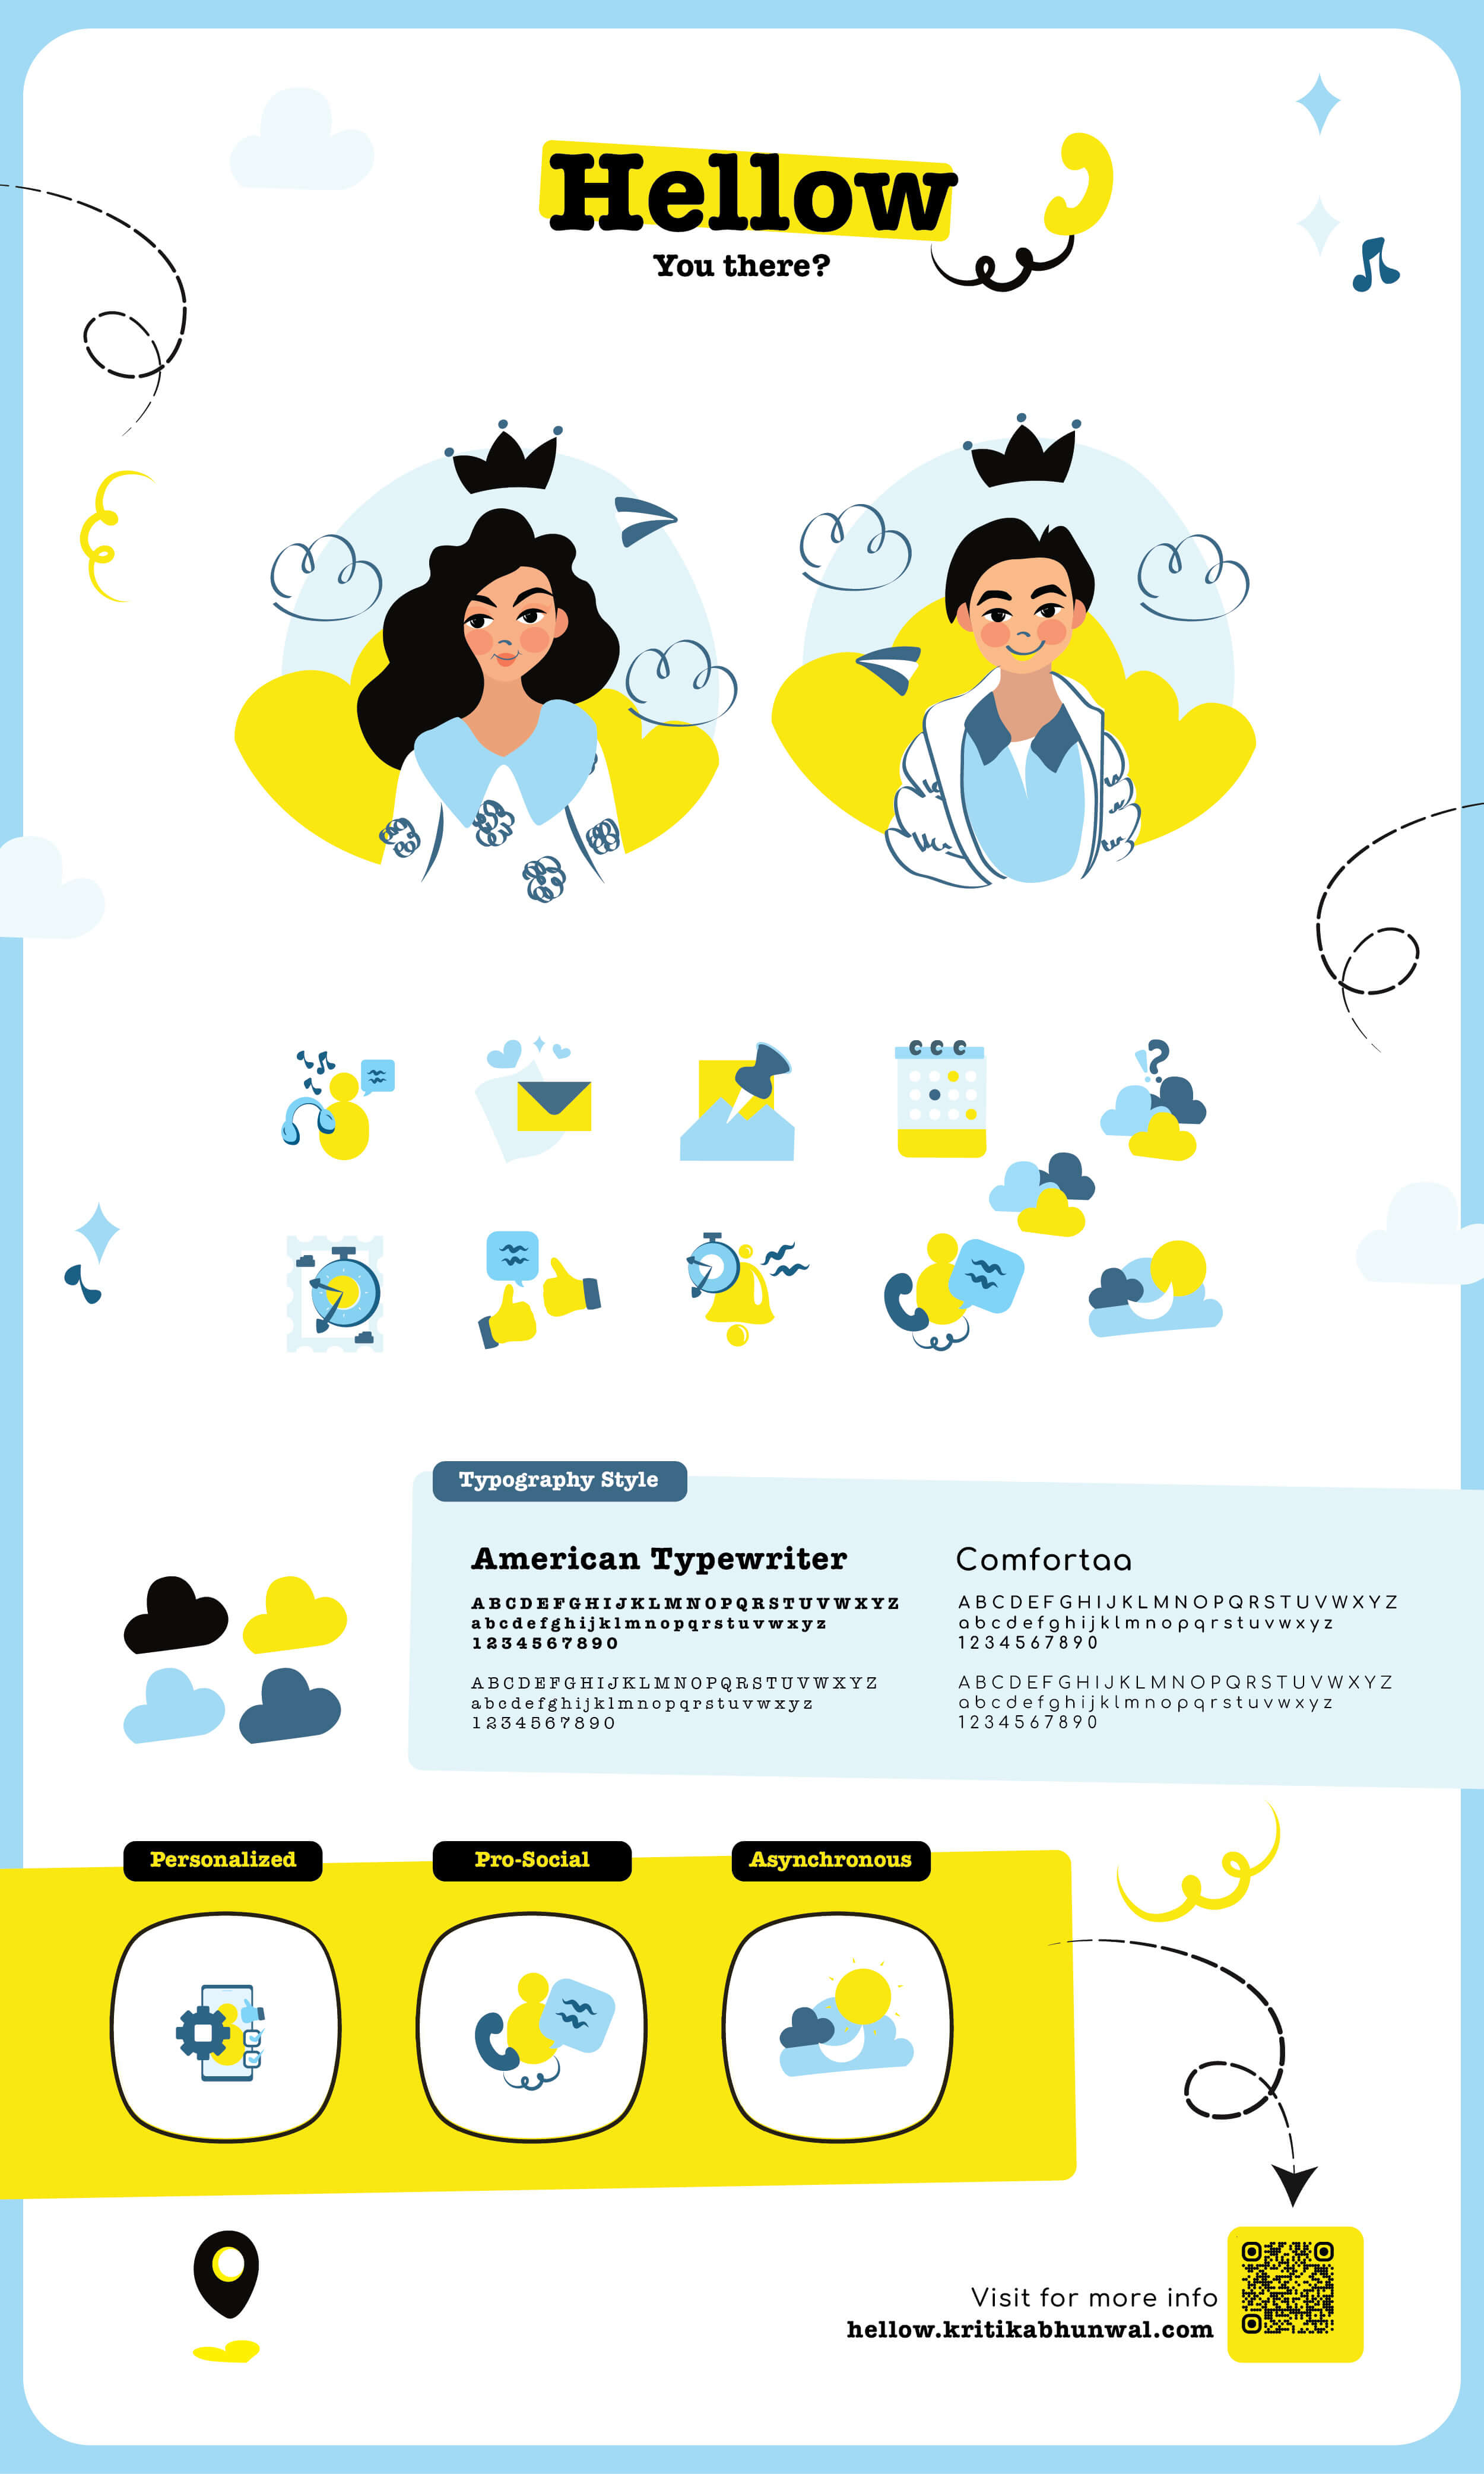 Hellow
You there?
?
Typography Style
American Typewriter
ABCDEFGHIJKLMNOPQRSTUVWXYZ
abcdefghijklmnopqrstuvwxyz
1234567890
ABCDEFGHIJKLMNOPQRSTUVWXYZ
abcdefghijklmnopqrstuvwxyz
1234567890
Comfortaa
ABCDEFGHIJKLMNOPQRSTUVWXYZ
abcdefghijklmnopqrstuvwxyz
1234567890
ABCDEFGHIJKLMNOPQRSTUVWXYZ
abcdefghijklmnopqrstuvwxyz
1234567890
Personalized
Pro-Social
Asynchronous
Visit for more info
hellow.kritikabhunwal.com